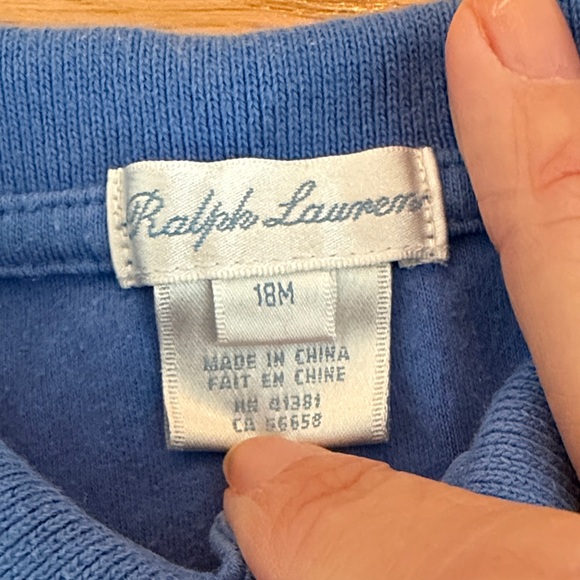 Ralph Lauren
18M
MADE IN CHINA
FAIT EN CHINE
RN 41381
CA 56658